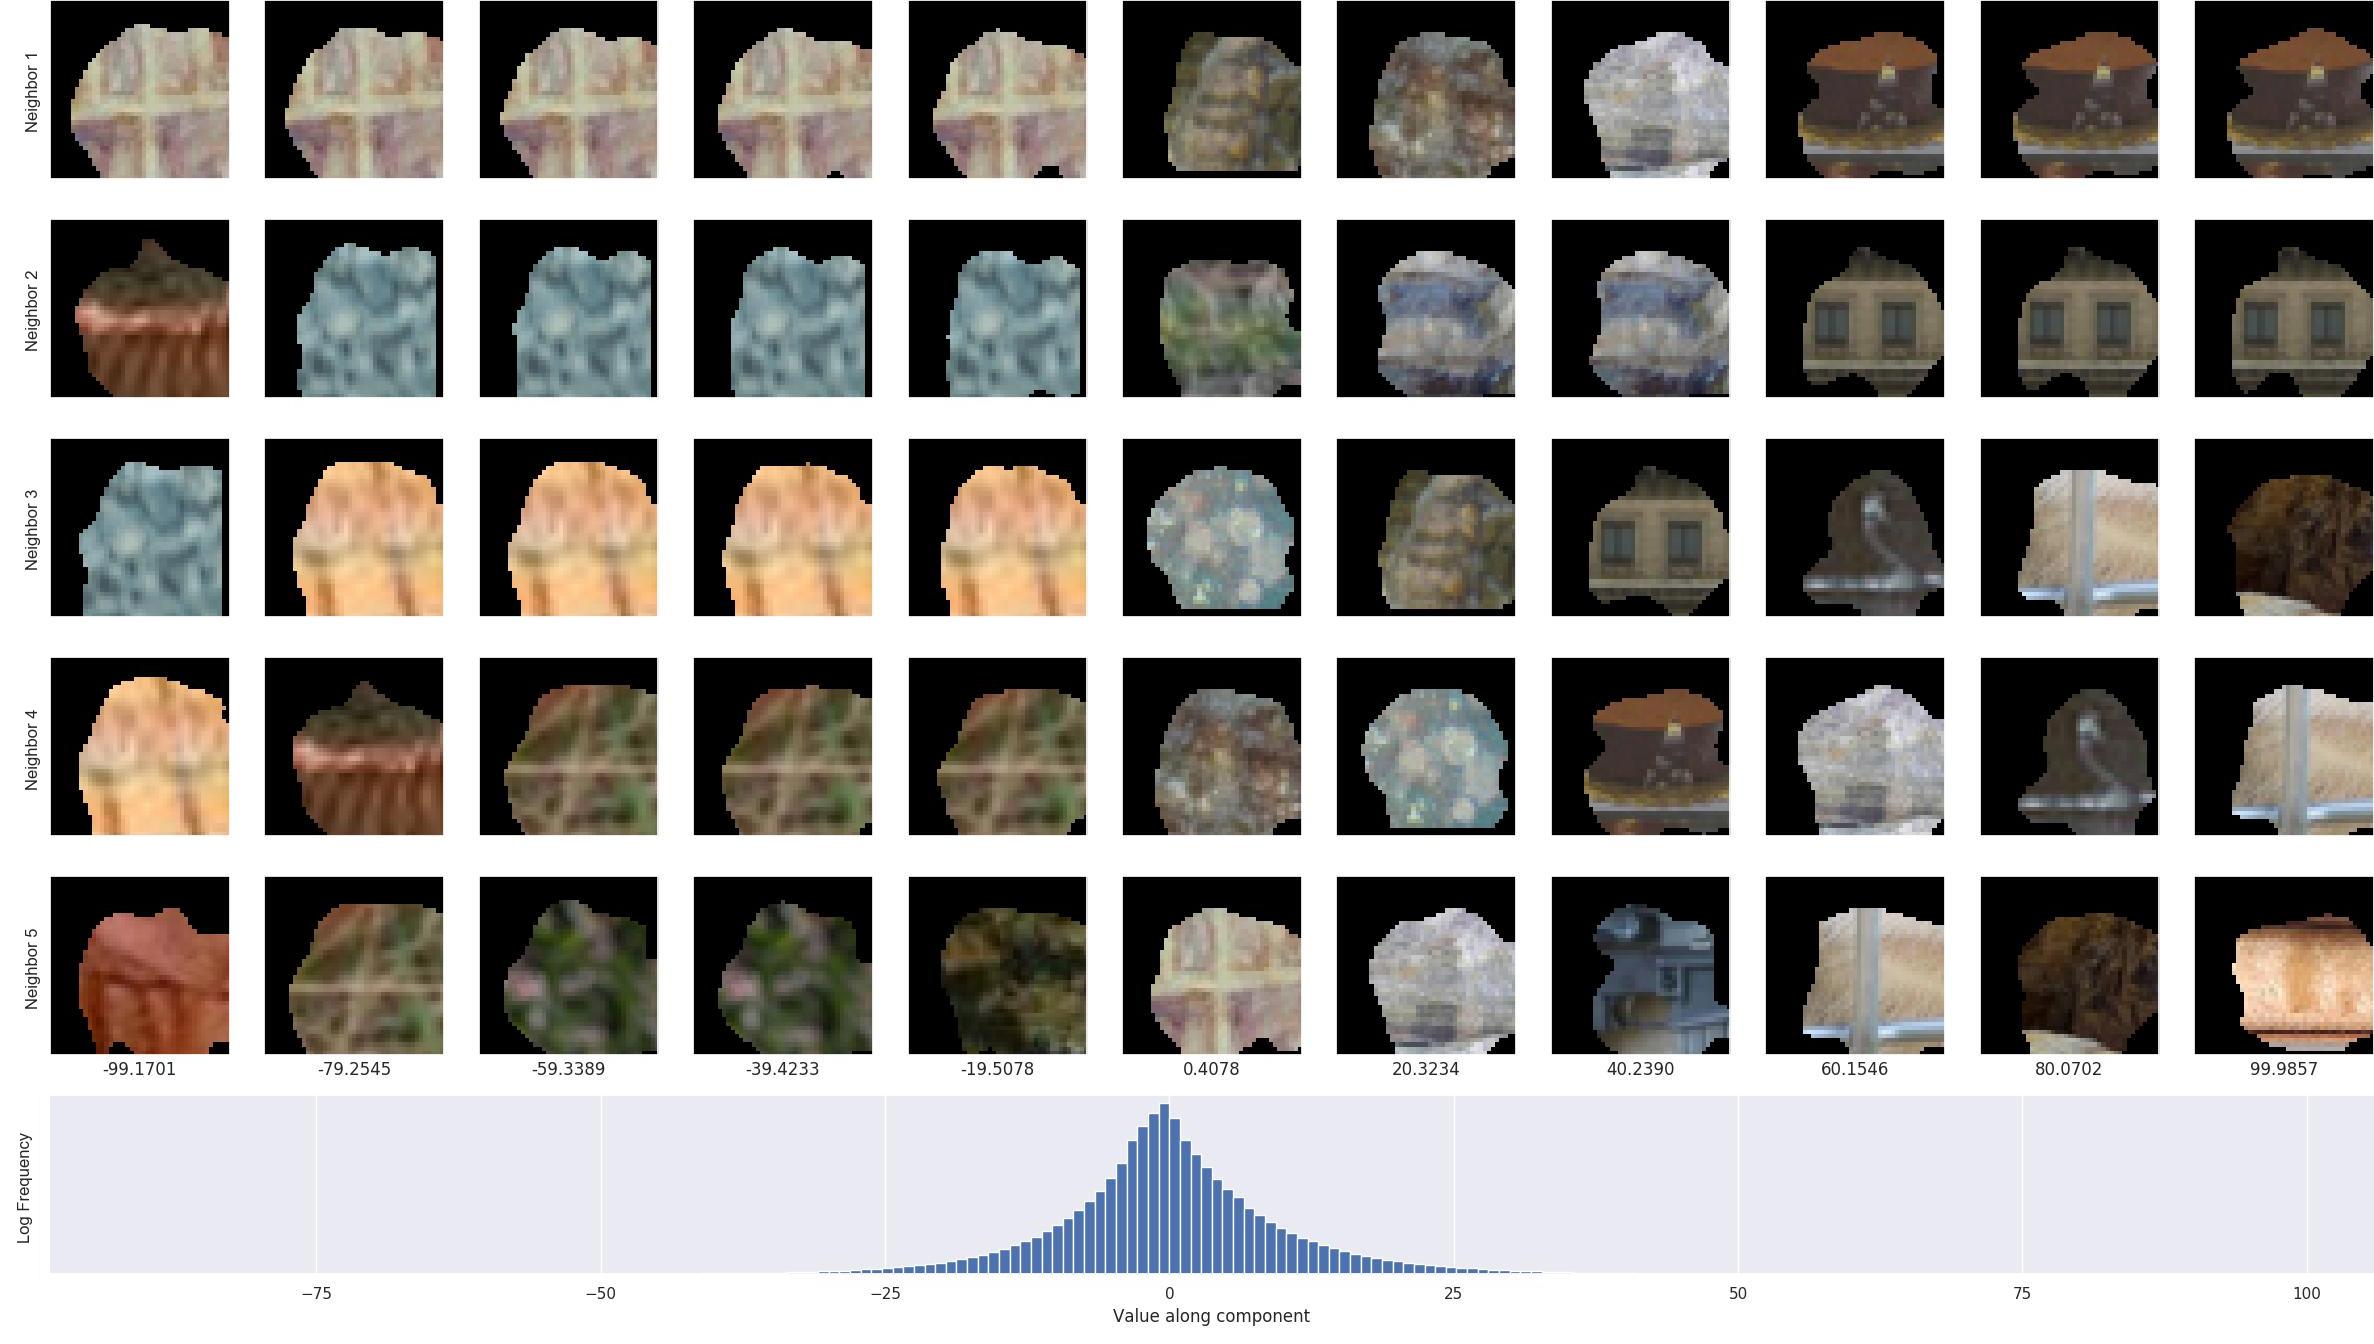 Neighbor 1
Neighbor 2
Neighbor 3
Neighbor 4
Neighbor 5
-99.1701 -79.2545 -59.3389 -39.4233 -19.5078 0.4078 20.3234 40.2390 60.1546 80.0702 99.9857
Log Frequency
−75 −50 −25 0 25 50 75 100
Value along component